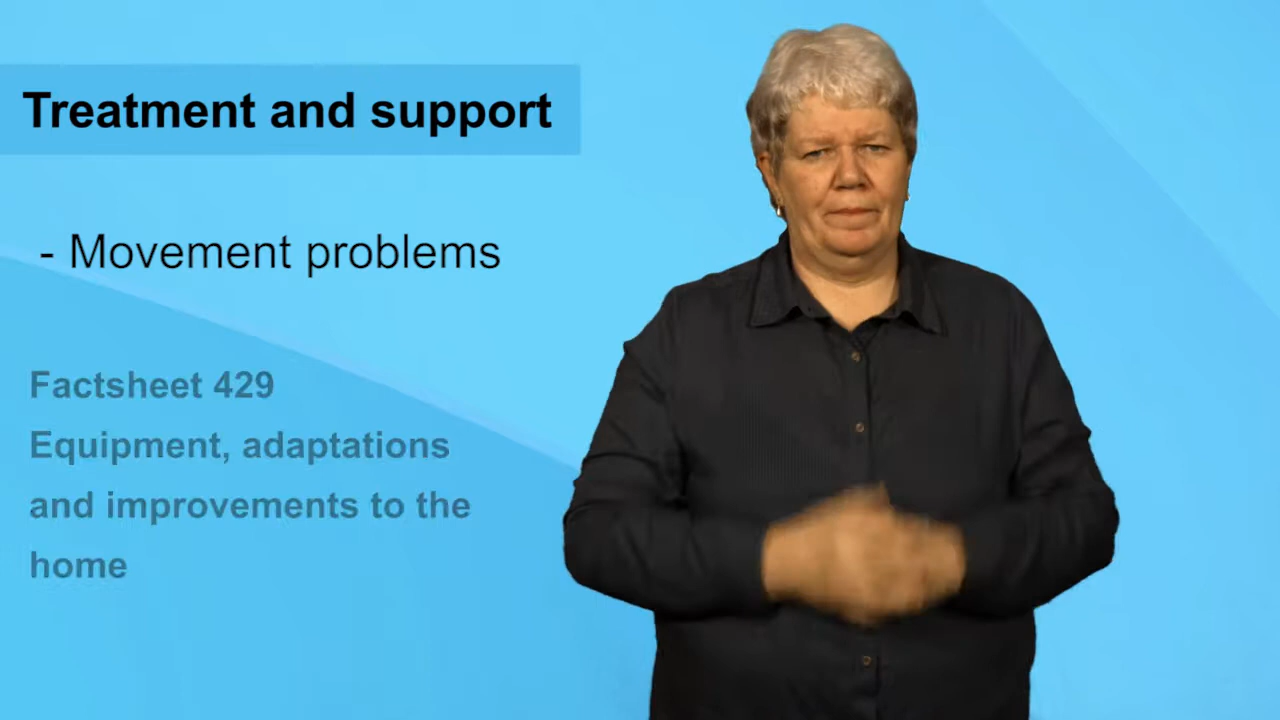 Treatment and support
- Movement problems
Factsheet 429
Equipment, adaptations
and improvements to the
home